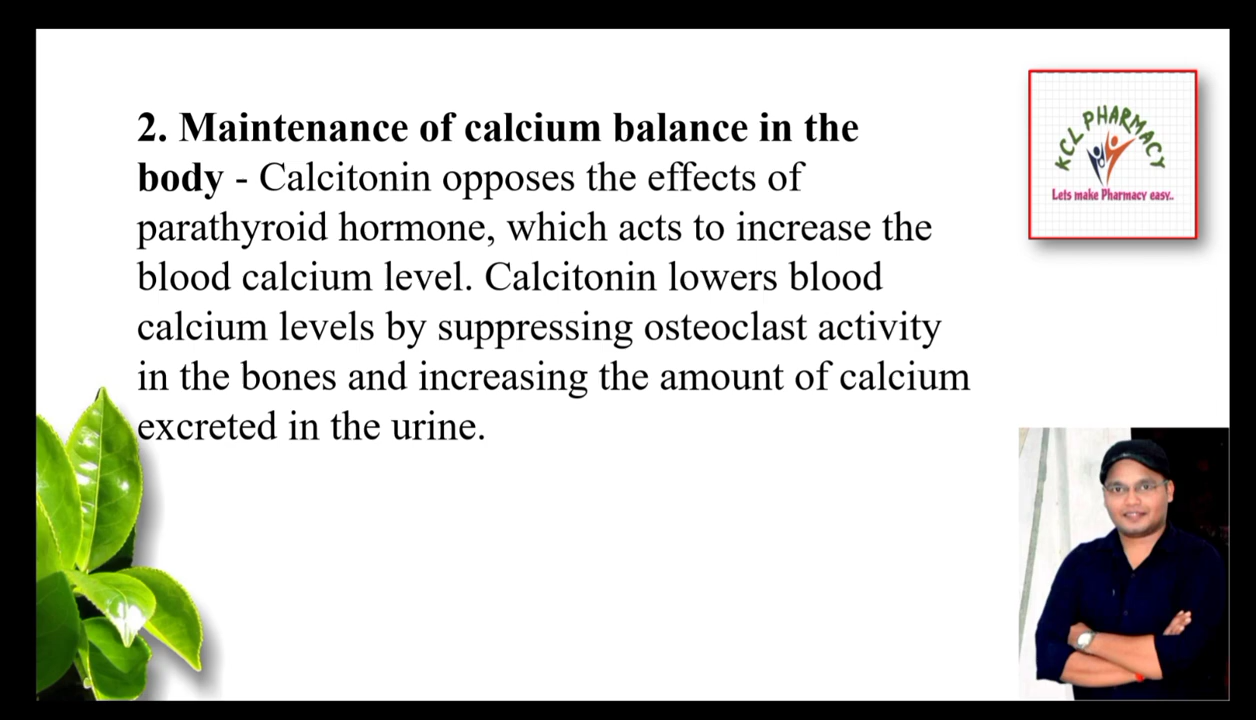 2. Maintenance of calcium balance in the
body - Calcitonin opposes the effects of
parathyroid hormone, which acts to increase the
blood calcium level. Calcitonin lowers blood
calcium levels by suppressing osteoclast activity
in the bones and increasing the amount of calcium
excreted in the urine.
KCL PHARMACY
Lets make Pharmacy easy..